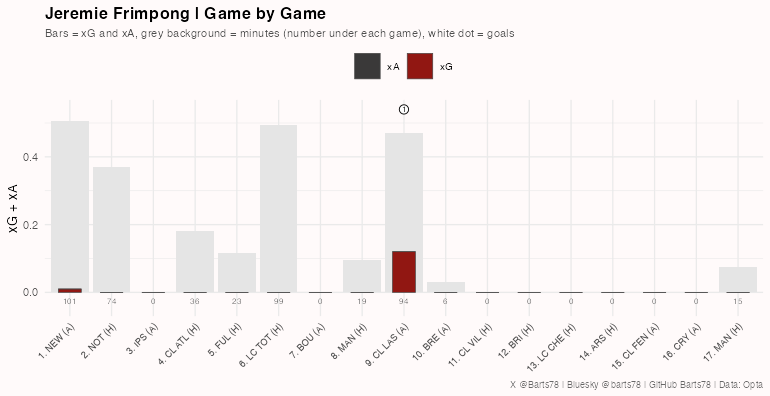 Jeremie Frimpong | Game by Game
Bars = xG and xA, grey background = minutes (number under each game), white dot = goals
xA xG
1
xG + xA
0.4
0.2
0.0
101 74 0 36 23 99 0 19 94 6 0 0 0 0 0 0 15
1. NEW (A)
2. NOT (H)
3. IPS (A)
4. CL ATL (H)
5. FUL (H)
6. LC TOT (H)
7. BOU (A)
8. MAN (H)
9. CL LAS (A)
10. BRE (A)
11. CL VIL (H)
12. BRI (H)
13. LC CHE (H)
14. ARS (H)
15. CL FEN (A)
16. CRY (A)
17. MAN (H)
X @Barts78 | Bluesky @barts78 | GitHub Barts78 | Data: Opta